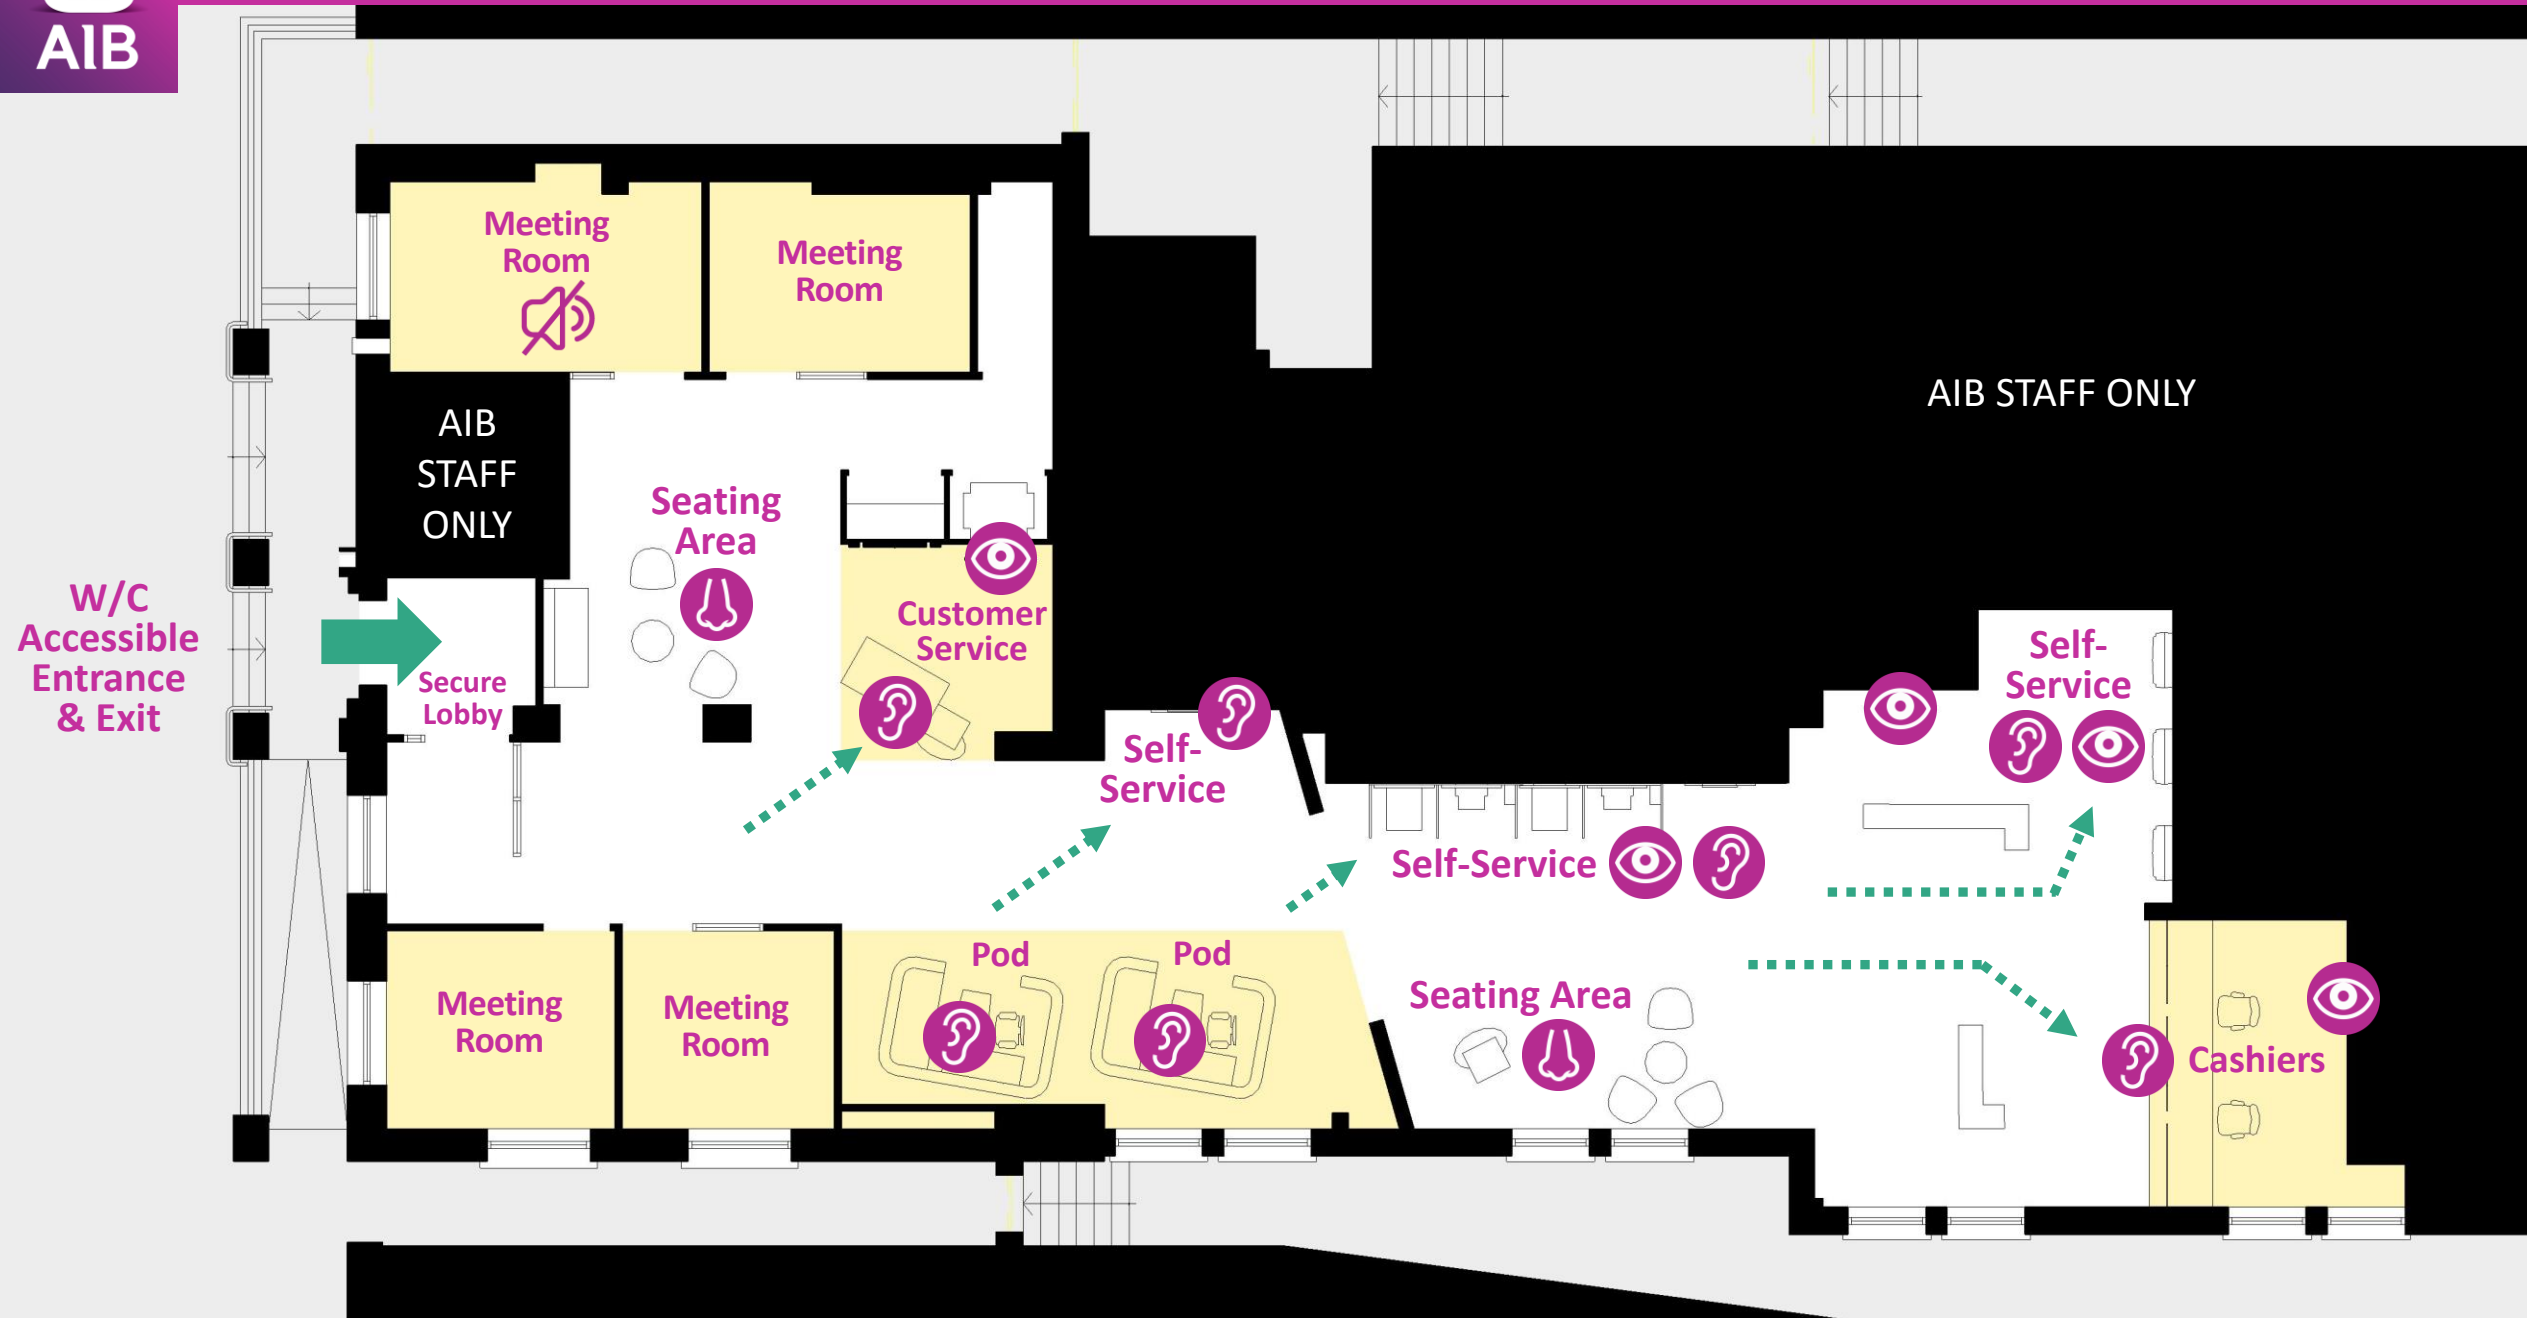 AIB
Meeting
Room
Meeting
Room
AIB STAFF ONLY
AIB
STAFF
ONLY
Seating
Area
Customer
Service
W/C
Accessible
Entrance
& Exit
Secure
Lobby
Self-
Service
Self-
Service
Self-Service
Pod
Pod
Meeting
Room
Meeting
Room
Seating Area
Cashiers